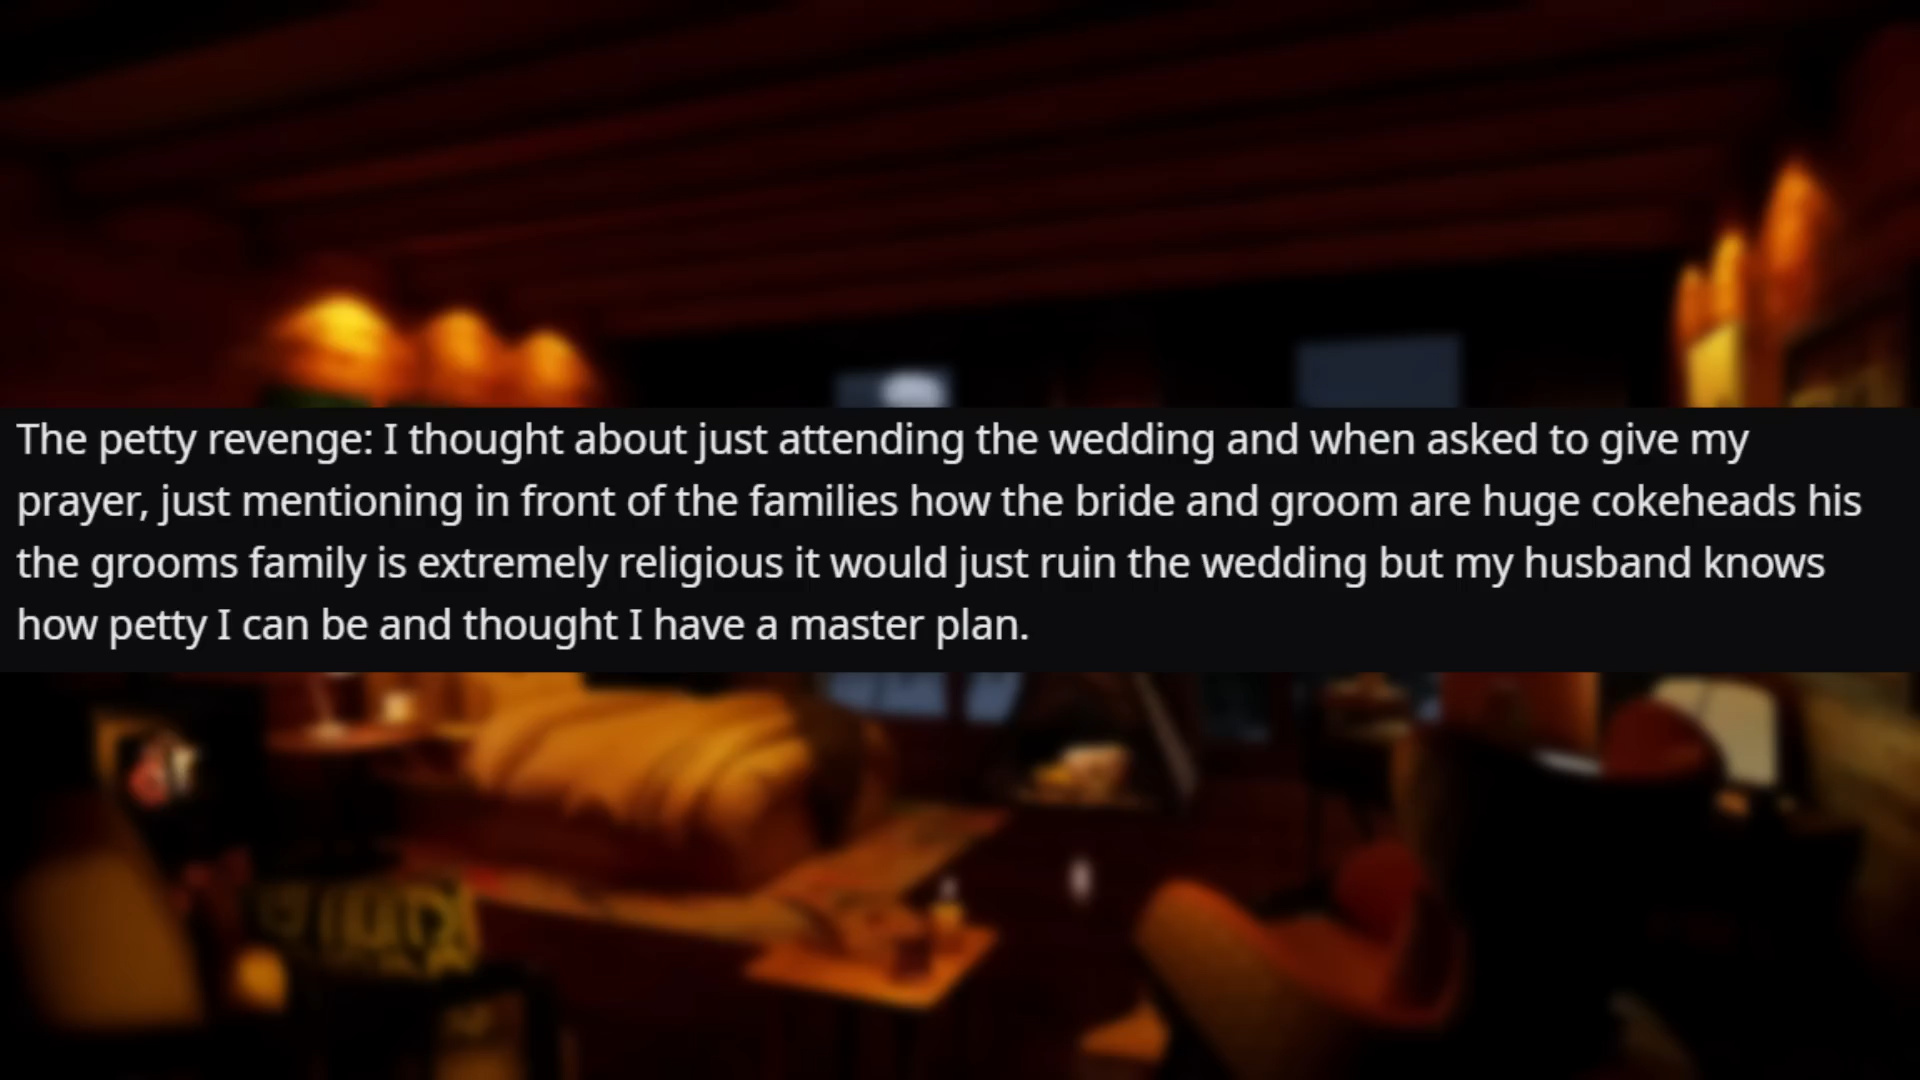 The petty revenge: I thought about just attending the wedding and when asked to give my
prayer, just mentioning in front of the families how the bride and groom are huge cokeheads his
the grooms family is extremely religious it would just ruin the wedding but my husband knows
how petty I can be and thought I have a master plan.